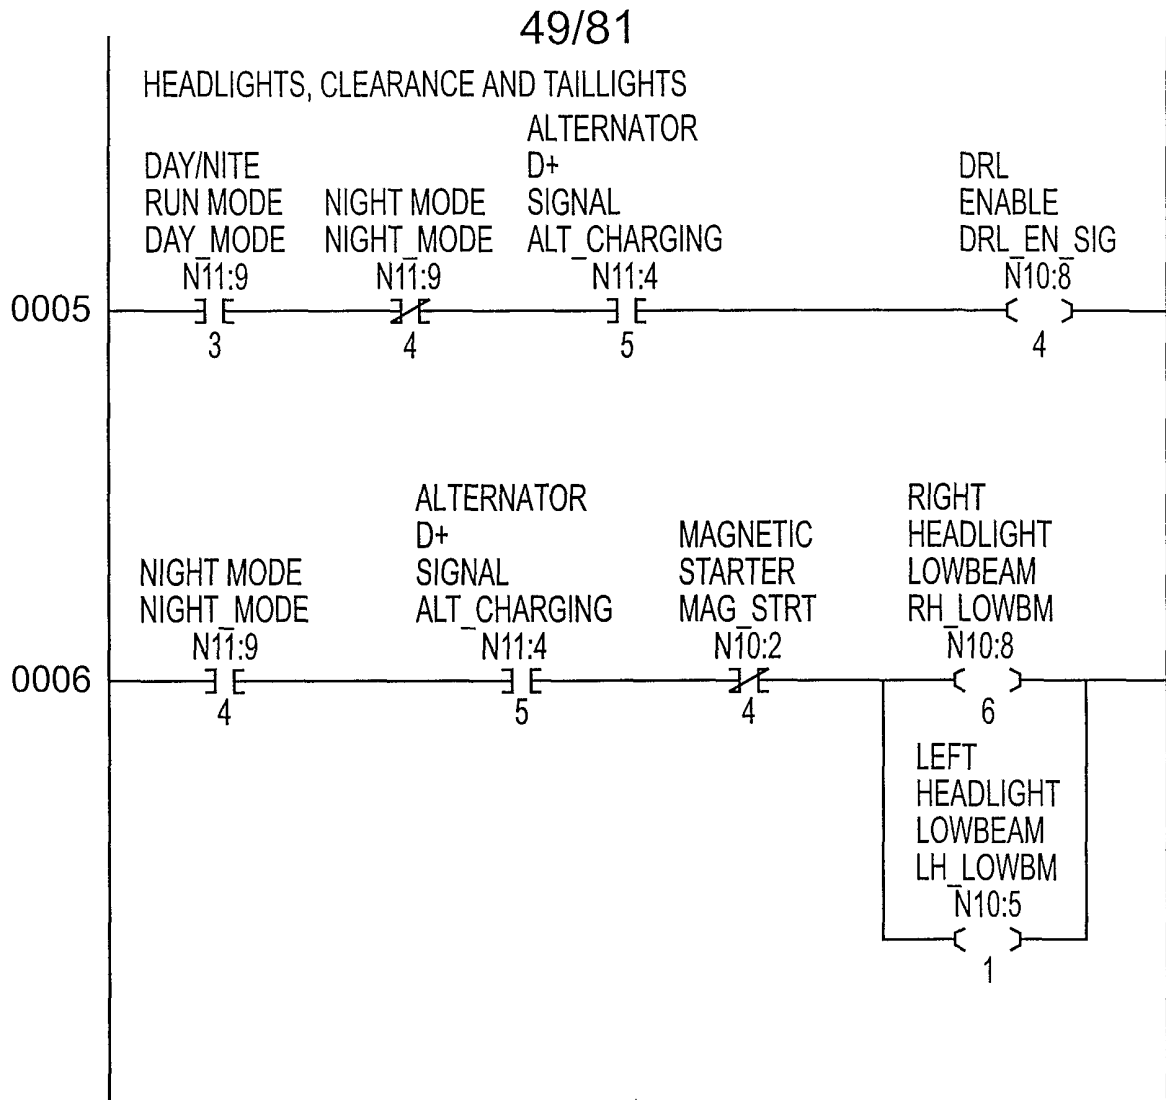 49/81
HEADLIGHTS, CLEARANCE AND TAILLIGHTS
DAY/NITE
RUN MODE
DAY_MODE
N11:9
3
NIGHT MODE
NIGHT_MODE
N11:9
4
ALTERNATOR
D+
SIGNAL
ALT_CHARGING
N11:4
5
DRL
ENABLE
DRL_EN_SIG
N10:8
4
0005
NIGHT MODE
NIGHT_MODE
N11:9
4
ALTERNATOR
D+
SIGNAL
ALT_CHARGING
N11:4
5
MAGNETIC
STARTER
MAG_STRT
N10:2
4
RIGHT
HEADLIGHT
LOWBEAM
RH_LOWBM
N10:8
6
0006
LEFT
HEADLIGHT
LOWBEAM
LH_LOWBM
N10:5
1